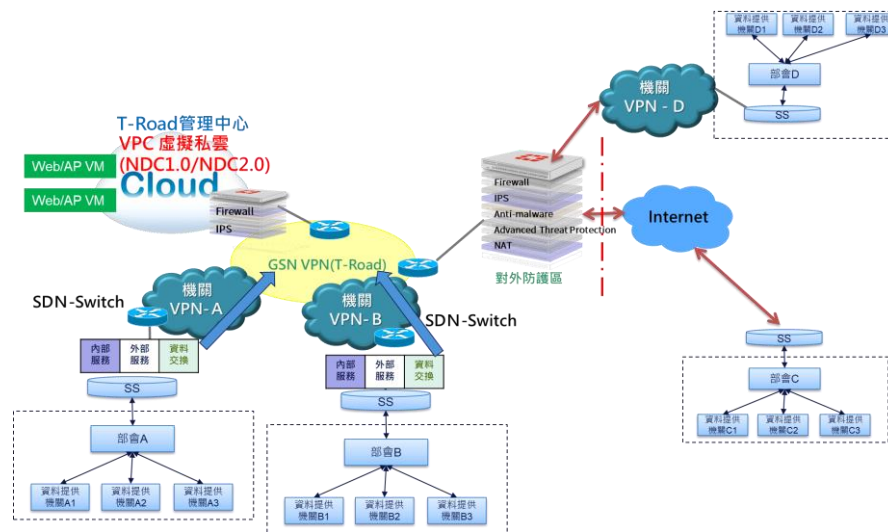 資料提供
機關D1
資料提供
機關D2
資料提供
機關D3
部會D
SS
機關
VPN - D
T-Road管理中心
VPC 虛擬私雲
(NDC1.0/NDC2.0)
Cloud
Web/AP VM
Web/AP VM
Firewall
IPS
Firewall
IPS
Anti-malware
Advanced Threat Protection
NAT
對外防護區
Internet
GSN VPN(T-Road)
機關
VPN-A
SDN-Switch
機關
VPN-B
SDN-Switch
內部
服務
外部
服務
資料
交換
SS
部會A
資料提供
機關A1
資料提供
機關A2
資料提供
機關A3
內部
服務
外部
服務
資料
交換
SS
部會B
資料提供
機關B1
資料提供
機關B2
資料提供
機關B3
SS
部會C
資料提供
機關C1
資料提供
機關C2
資料提供
機關C3